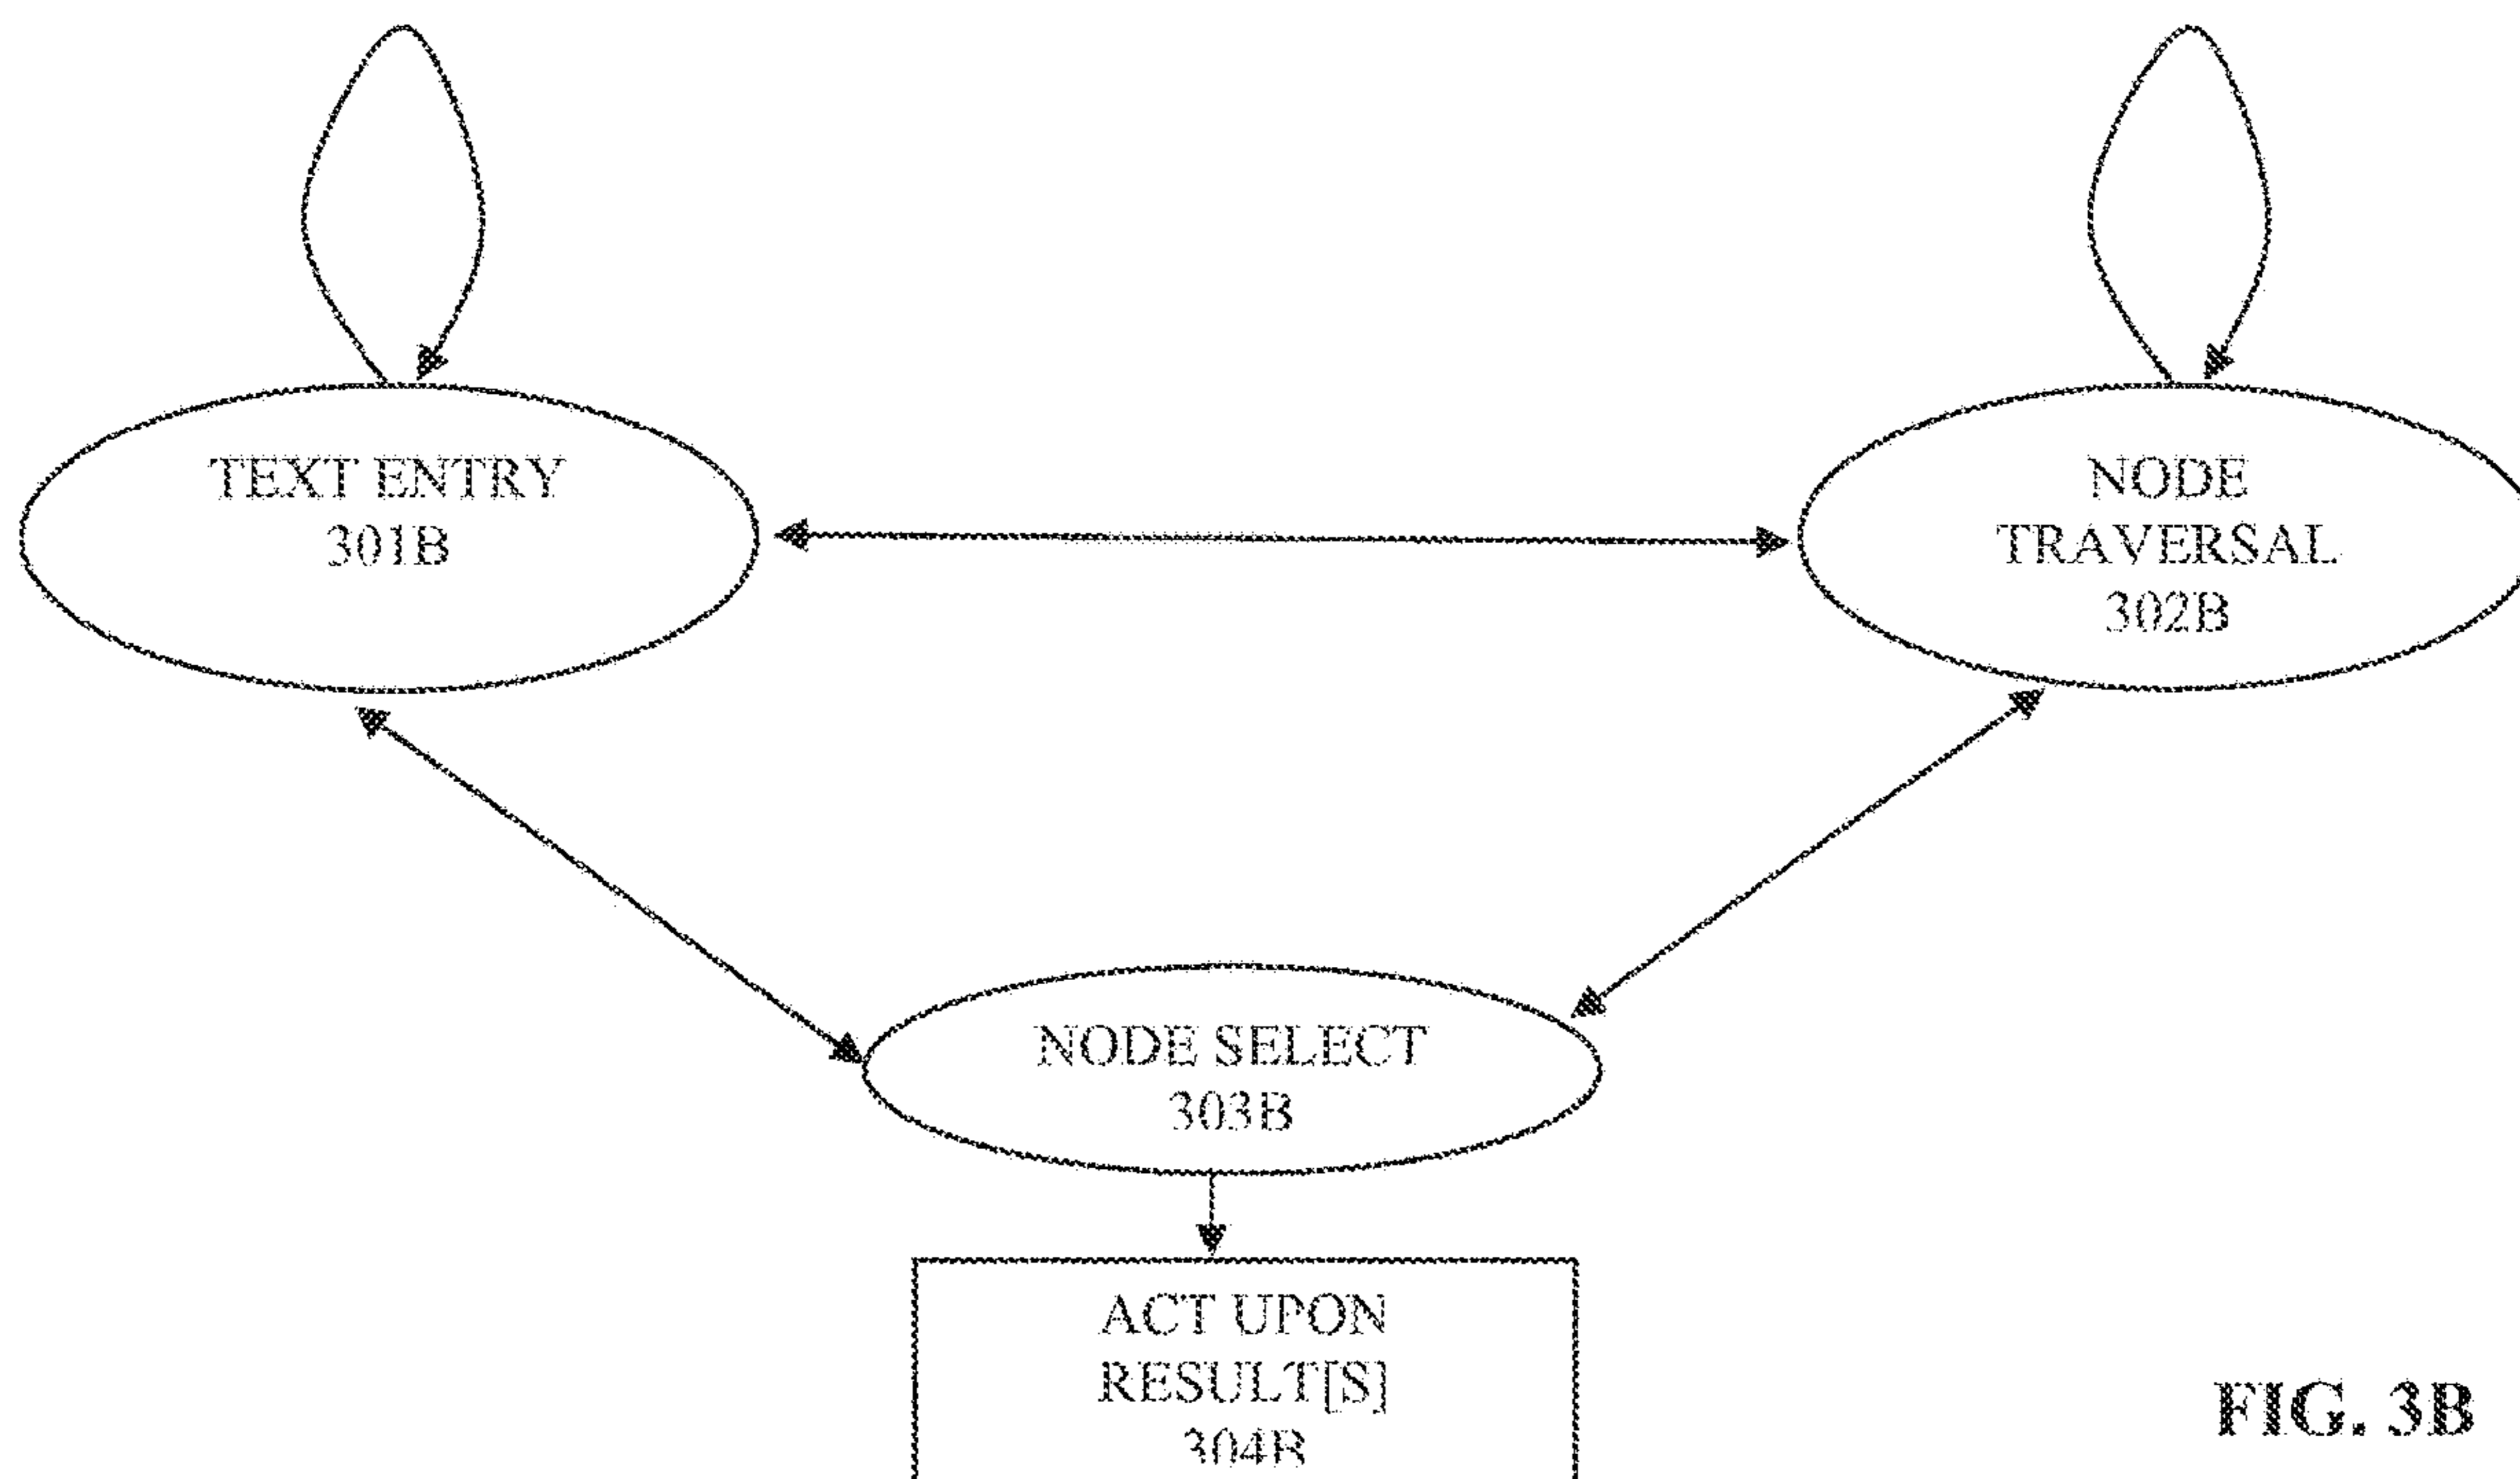 TEXT ENTRY
301B
NODE
TRAVERSAL
302B
NODE SELECT
303B
ACT UPON
RESULT[S]
304B
FIG. 3B